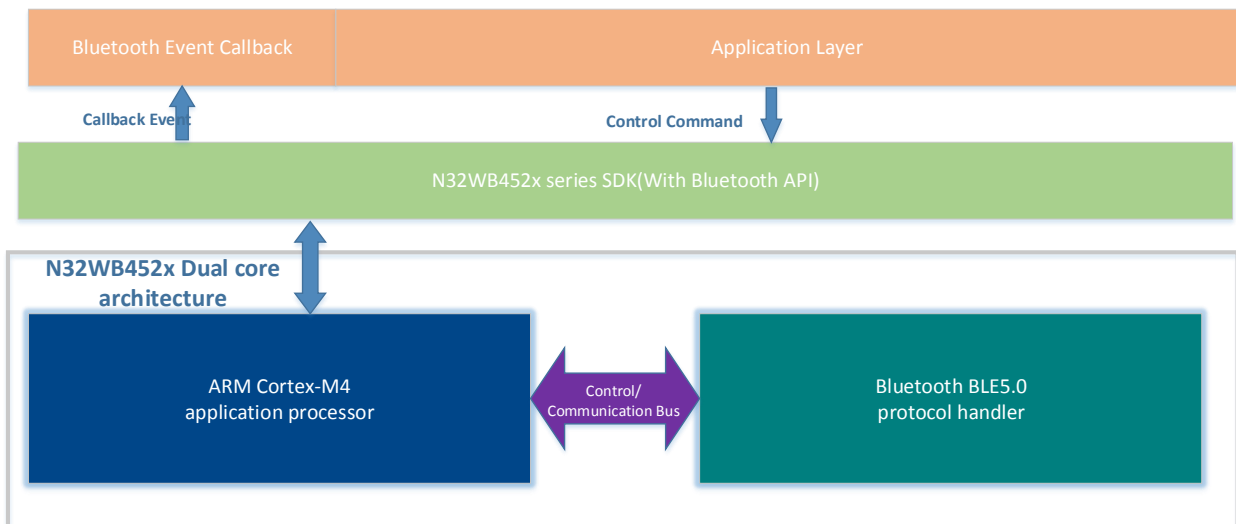 Bluetooth Event Callback
Application Layer
Callback Event
Control Command
N32WB452x series SDK(With Bluetooth API)
N32WB452x Dual core
architecture
ARM Cortex-M4
application processor
Control/
Communication Bus
Bluetooth BLE5.0
protocol handler